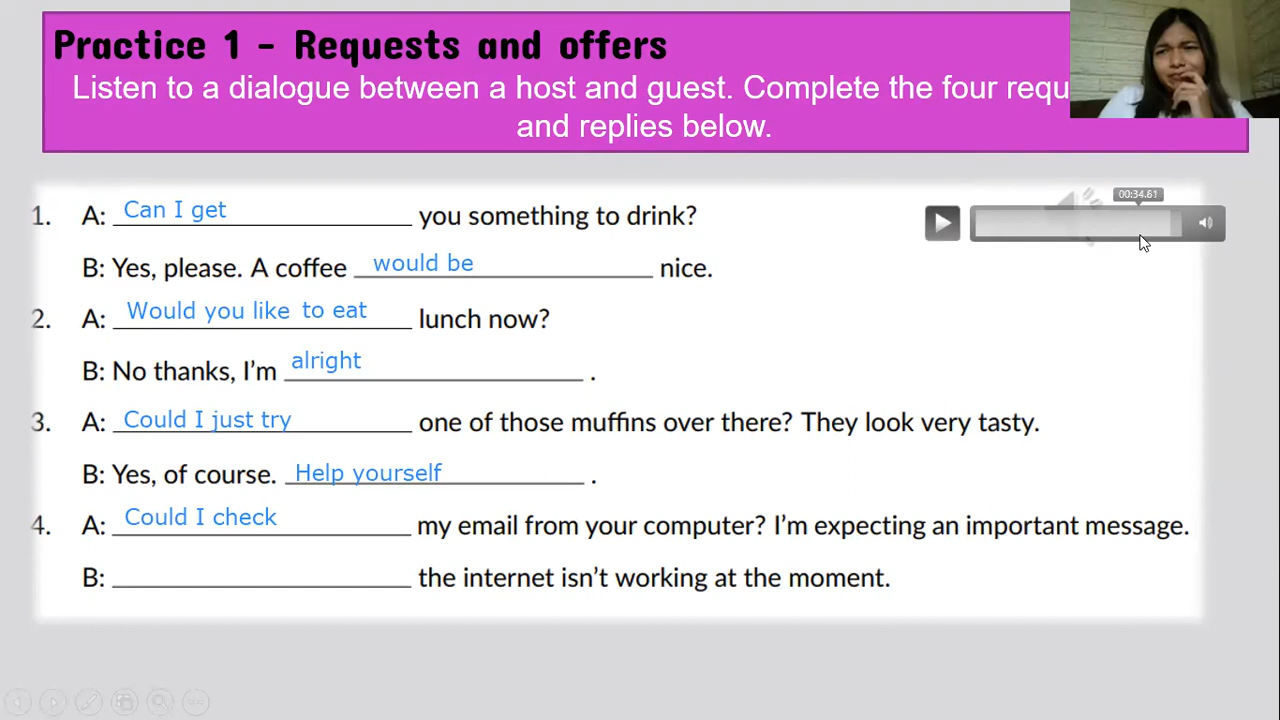 Practice 1 - Requests and offers
Listen to a dialogue between a host and guest. Complete the four requ
and replies below.
00:34.61
1. A: Can I get you something to drink?
B: Yes, please. A coffee would be nice.
2. A: Would you like to eat lunch now?
B: No thanks, I'm alright .
3. A: Could I just try one of those muffins over there? They look very tasty.
B: Yes, of course. Help yourself .
4. A: Could I check my email from your computer? I'm expecting an important message.
B: the internet isn't working at the moment.